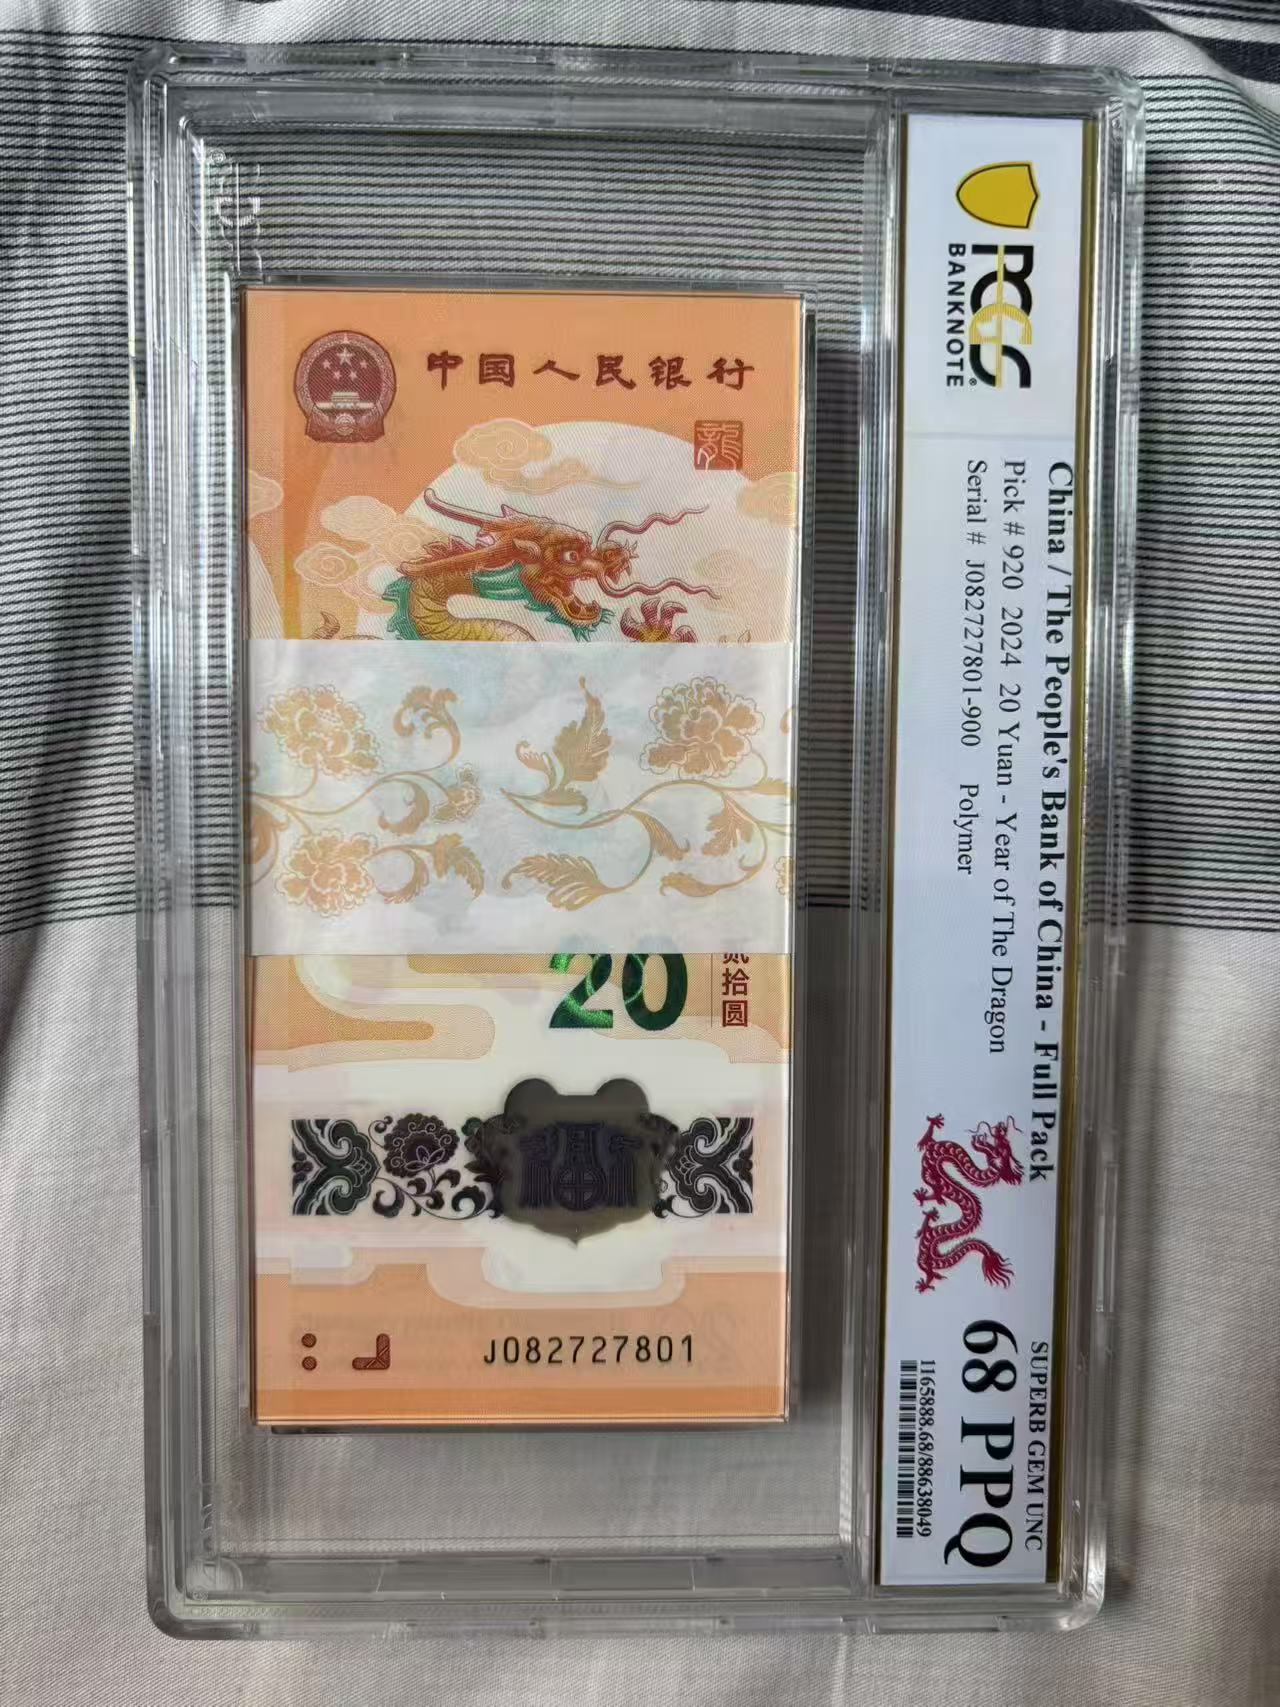 中国人民银行
龍
20
贰拾圆
J082727801
PCGS
BANKNOTE
China / The People's Bank of China - Full Pack
Pick # 920 2024 20 Yuan - Year of The Dragon
Serial # J082727801-900 Polymer
SUPERB GEM UNC
68 PPQ
1165888.68/88638049